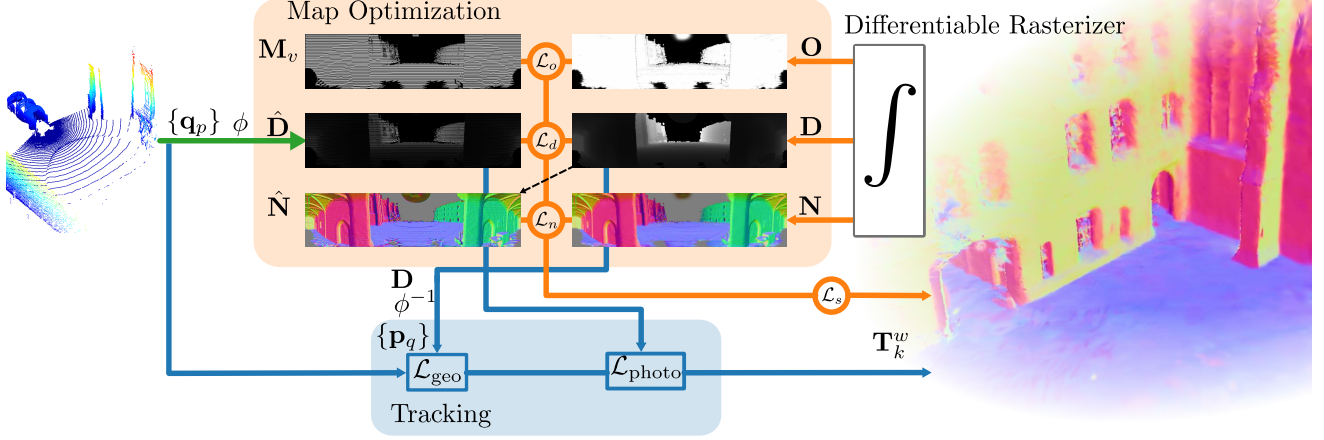 Map Optimization
Differentiable Rasterizer
M_v
𝓛_o
O
{q_p} ϕ
D̂
𝓛_d
D
∫
N̂
𝓛_n
N
D
ϕ⁻¹
𝓛_s
{p_q}
T_k^w
𝓛_geo
𝓛_photo
Tracking